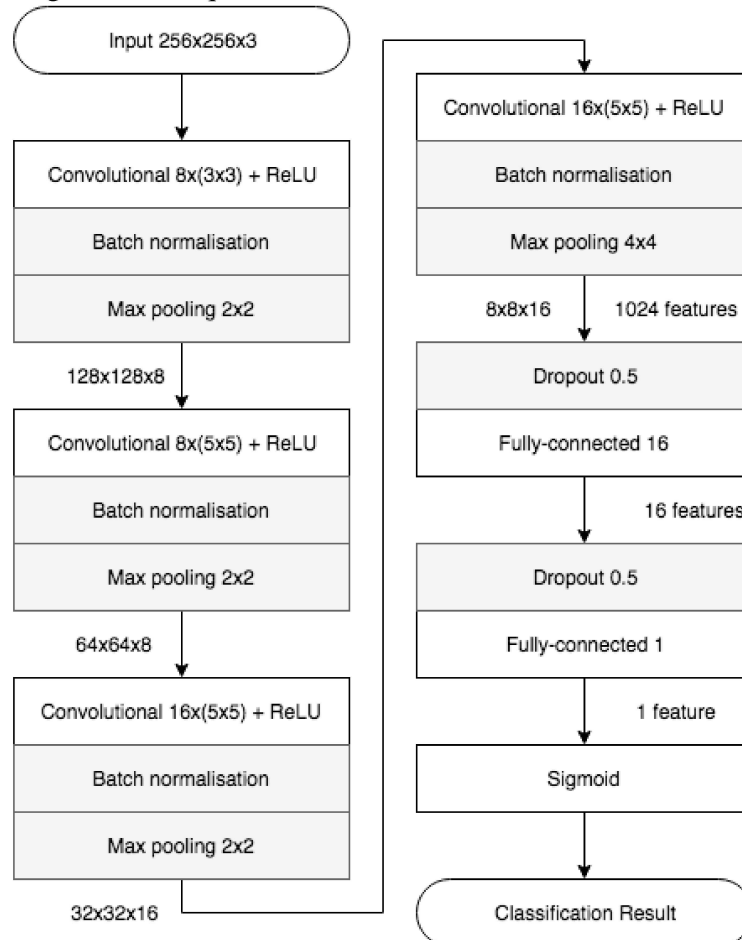 Input 256x256x3
Convolutional 8x(3x3) + ReLU
Batch normalisation
Max pooling 2x2
128x128x8
Convolutional 8x(5x5) + ReLU
Batch normalisation
Max pooling 2x2
64x64x8
Convolutional 16x(5x5) + ReLU
Batch normalisation
Max pooling 2x2
32x32x16
Convolutional 16x(5x5) + ReLU
Batch normalisation
Max pooling 4x4
8x8x16 1024 features
Dropout 0.5
Fully-connected 16
16 features
Dropout 0.5
Fully-connected 1
1 feature
Sigmoid
Classification Result